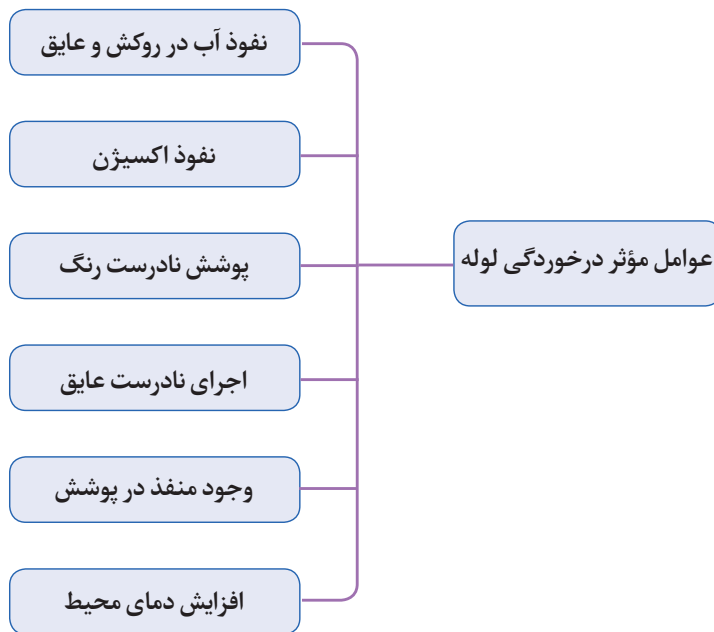 عوامل مؤثر درخوردگی لوله
نفوذ آب در روکش و عایق
نفوذ اکسیژن
پوشش نادرست رنگ
اجرای نادرست عایق
وجود منفذ در پوشش
افزایش دمای محیط